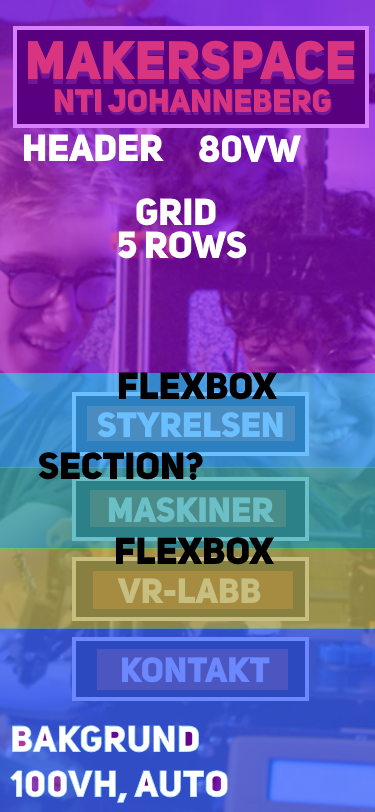 MAKERSPACE
NTI JOHANNEBERG
HEADER 80VW
GRID
5 ROWS
FLEXBOX
STYRELSEN
SECTION?
MASKINER
FLEXBOX
VR-LABB
KONTAKT
BAKGRUND
100VH, AUTO